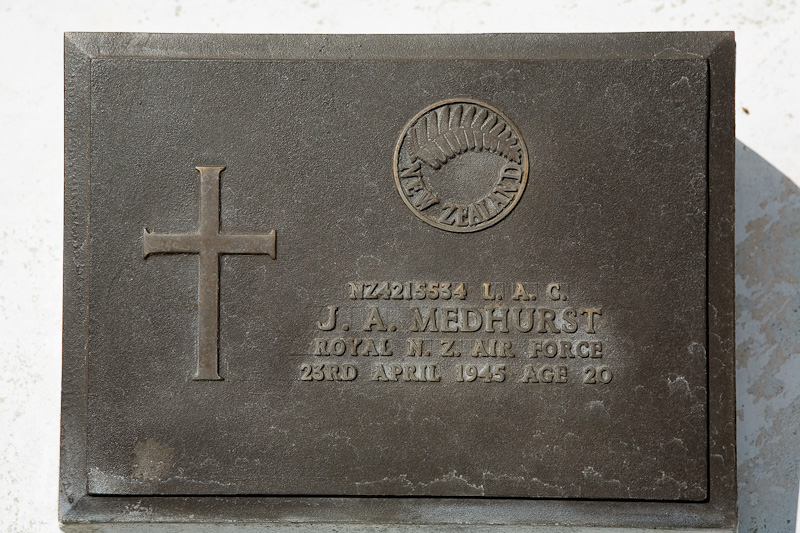 NEW ZEALAND
NZ4215534 L. A. C.
J. A. MEDHURST
ROYAL N. Z. AIR FORCE
23RD APRIL 1945 AGE 20